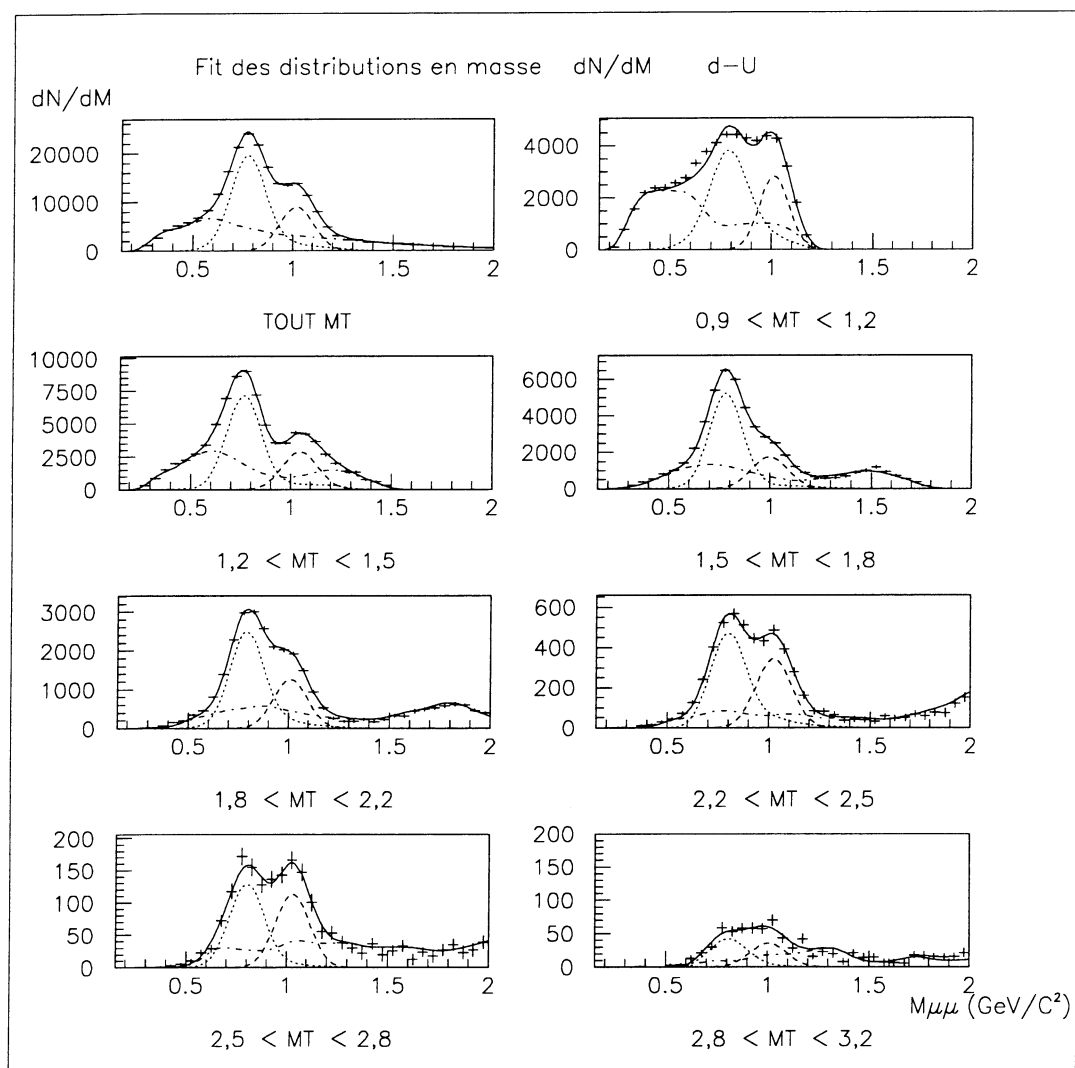 Fit des distributions en masse dN/dM d-U
dN/dM
20000
10000
0
0.5 1 1.5 2
TOUT MT
4000
2000
0
0.5 1 1.5 2
0,9 < MT < 1,2
10000
7500
5000
2500
0
0.5 1 1.5 2
1,2 < MT < 1,5
6000
4000
2000
0
0.5 1 1.5 2
1,5 < MT < 1,8
3000
2000
1000
0
0.5 1 1.5 2
1,8 < MT < 2,2
600
400
200
0
0.5 1 1.5 2
2,2 < MT < 2,5
200
150
100
50
0
0.5 1 1.5 2
2,5 < MT < 2,8
200
150
100
50
0
0.5 1 1.5 2
Mμμ (GeV/C²)
2,8 < MT < 3,2